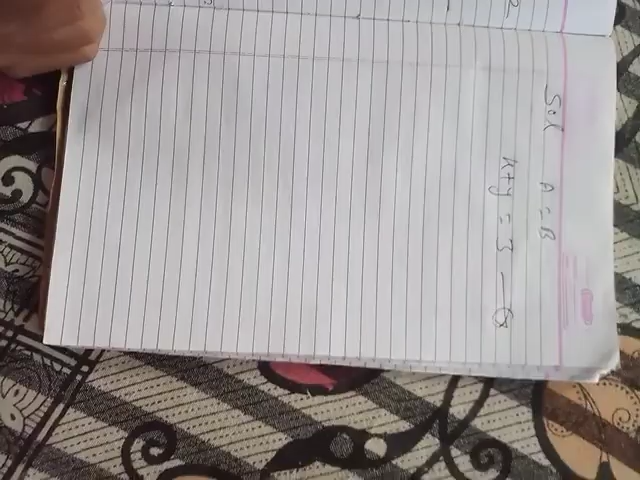 Sol A = B
x+y = 3 — ①